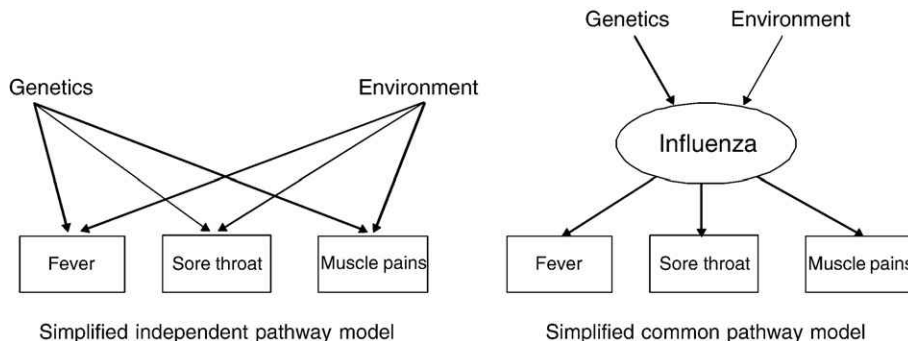 Genetics
Environment
Fever
Sore throat
Muscle pains
Simplified independent pathway model
Genetics
Environment
Influenza
Fever
Sore throat
Muscle pains
Simplified common pathway model